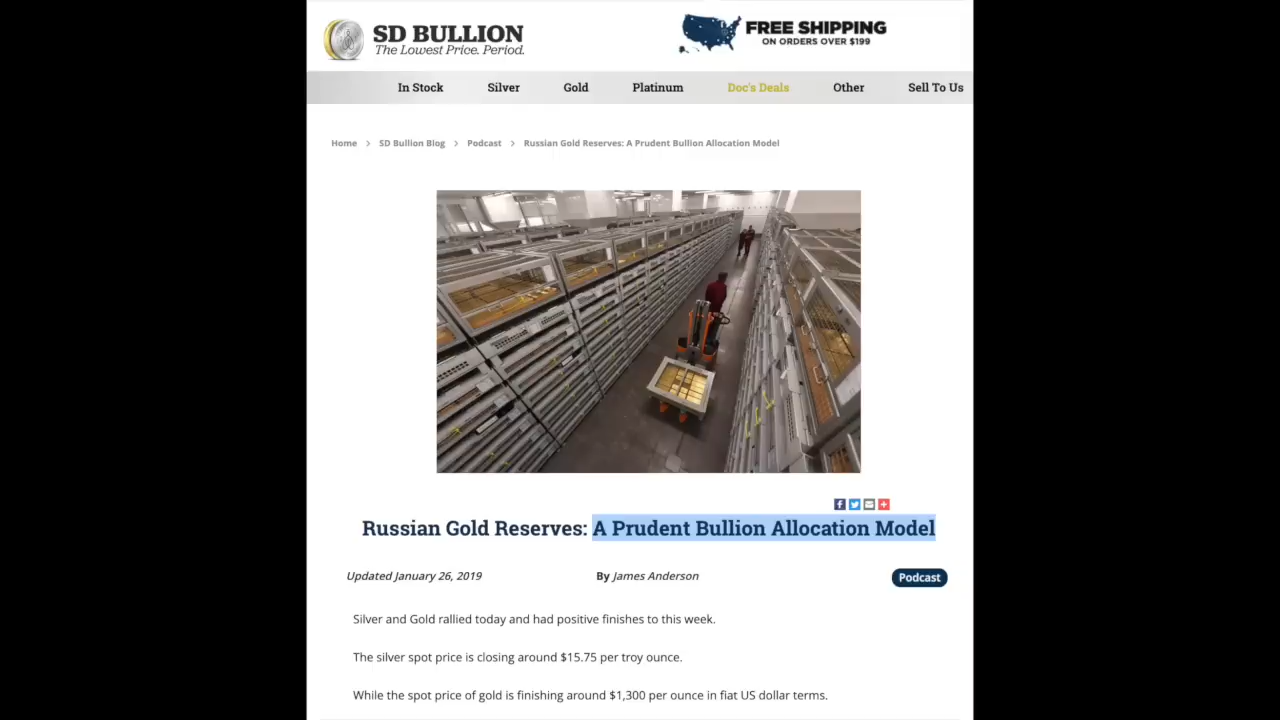 SD BULLION
The Lowest Price. Period.
FREE SHIPPING
ON ORDERS OVER $199
In Stock Silver Gold Platinum Doc's Deals Other Sell To Us
Home > SD Bullion Blog > Podcast > Russian Gold Reserves: A Prudent Bullion Allocation Model
Russian Gold Reserves: A Prudent Bullion Allocation Model
Updated January 26, 2019 By James Anderson Podcast
Silver and Gold rallied today and had positive finishes to this week.
The silver spot price is closing around $15.75 per troy ounce.
While the spot price of gold is finishing around $1,300 per ounce in fiat US dollar terms.